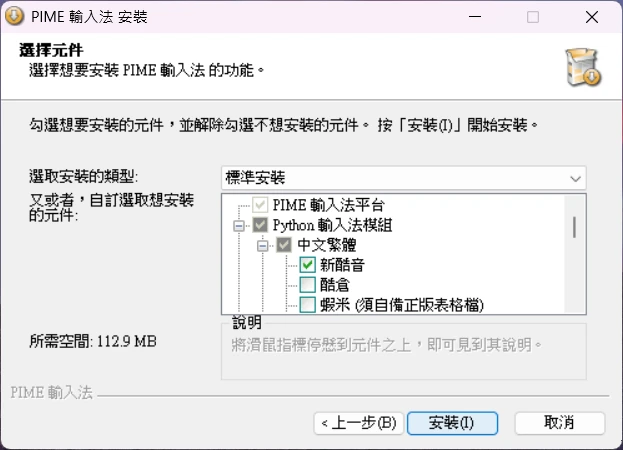 PIME 輸入法 安裝
選擇元件
選擇想要安裝 PIME 輸入法 的功能。
勾選想要安裝的元件，並解除勾選不想安裝的元件。 按「安裝(I)」開始安裝。
選取安裝的類型:
標準安裝
又或者，自訂選取想安裝
的元件:
PIME 輸入法平台
Python 輸入法模組
中文繁體
新酷音
酷倉
蝦米 (須自備正版表格檔)
所需空間: 112.9 MB
說明
將滑鼠指標停懸到元件之上，即可見到其說明。
PIME 輸入法
< 上一步(B)
安裝(I)
取消